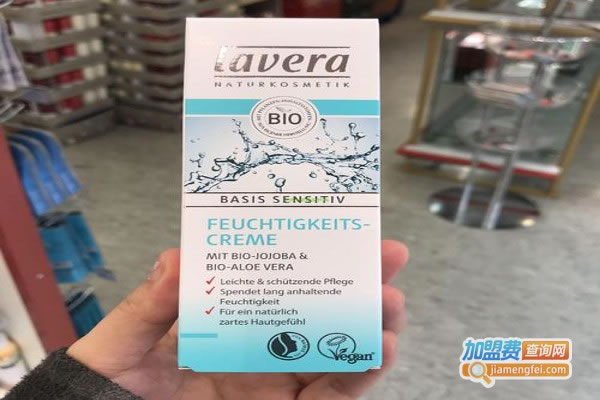 lavera
NATURKOSMETIK
BIO
BASIS SENSITIV
FEUCHTIGKEITS-
CREME
MIT BIO-JOJOBA &
BIO-ALOE VERA
Leichte & schützende Pflege
Spendet lang anhaltende
Feuchtigkeit
Für ein natürlich
zartes Hautgefühl
Vegan
加盟费查询网
jiamengfei.com